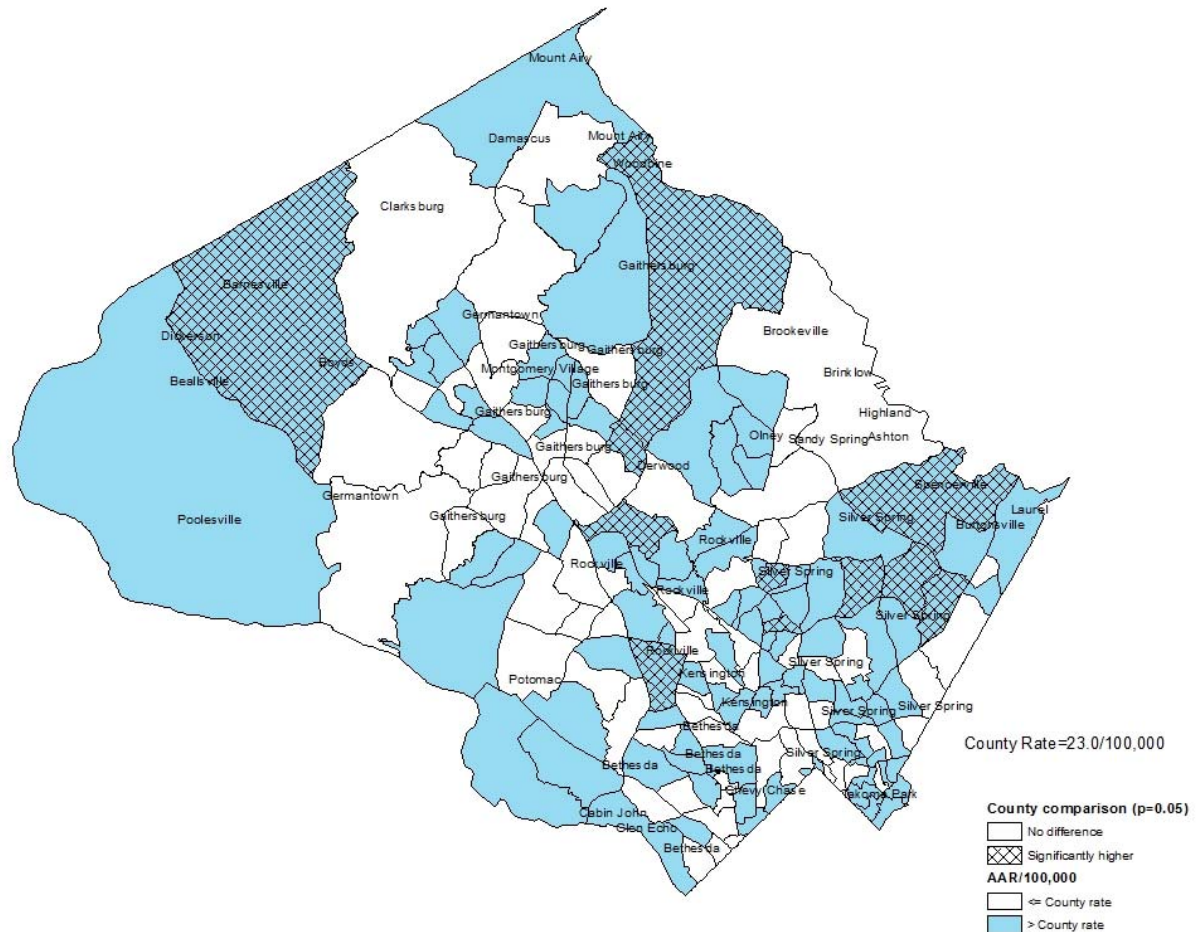 Mount Airy
Damascus
Mount Airy
Woodbine
Clarksburg
Gaithersburg
Barnesville
Germantown
Brookeville
Dickerson
Gaithersburg
Gaithersburg
Boyds
Montgomery Village
Brinklow
Bealls ville
Gaithersburg
Gaithersburg
Highland
Olney
Sandy Spring
Ashton
Gaithersburg
Derwood
Gaithersburg
Spencerville
Germantown
Laurel
Poolesville
Gaithersburg
Silver Spring
Burtonsville
Rockville
Rockville
Silver Spring
Rockville
Silver Spring
Rockville
Silver Spring
Kensington
Potomac
Kensington
Silver Spring
Silver Spring
Bethesda
County Rate=23.0/100,000
Bethesda
Silver Spring
Bethesda
Bethesda
Chevy Chase
Takoma Park
Cabin John
Glen Echo
Bethesda
County comparison (p=0.05)
No difference
Significantly higher
AAR/100,000
<= County rate
> County rate